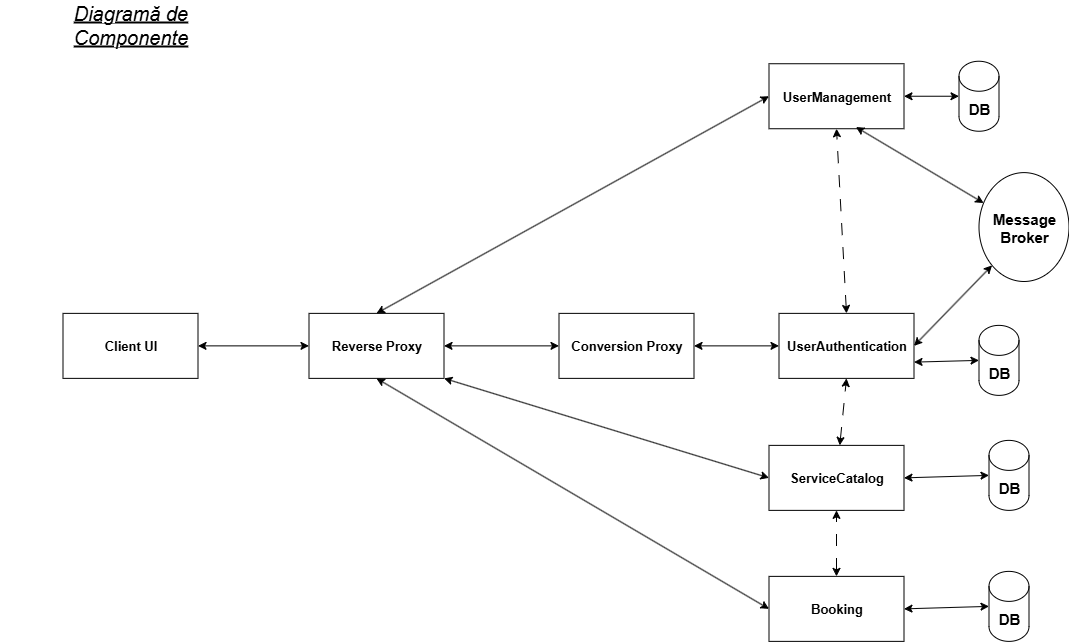 Diagramă de
Componente
UserManagement
DB
Message
Broker
Client UI
Reverse Proxy
Conversion Proxy
UserAuthentication
DB
ServiceCatalog
DB
Booking
DB